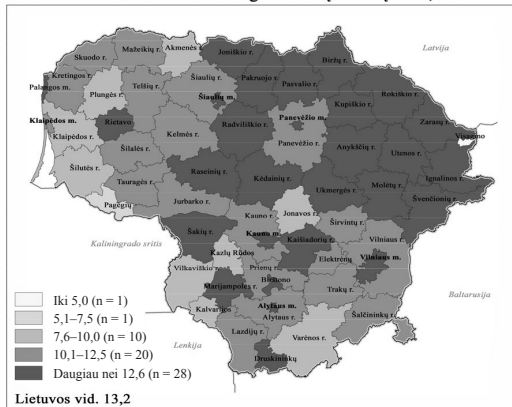 Latvija
Akmenės r.
Mažeikių r.
Skuodo r.
Joniškio r.
Biržų r.
Pakruojo r.
Pasvalio r.
Kretingos r.
Palangos m.
Telšių r.
Šiaulių r.
Plungės r.
Šiaulių m.
Rokiškio r.
Kupiškio r.
Klaipėdos m.
Rietavo
Radviliškio r.
Panevėžio m.
Zarasų r.
Visagino
Klaipėdos r.
Kelmės r.
Panevėžio r.
Anykščių r.
Utenos r.
Šilalės r.
Šilutės r.
Raseinių r.
Kėdainių r.
Ignalinos r.
Tauragės r.
Ukmergės r.
Molėtų r.
Švenčionių r.
Pagėgių
Jurbarko r.
Jonavos r.
Kauno r.
Širvintų r.
Kaliningrado sritis
Šakių r.
Kauno m.
Kaišiadorių r.
Vilniaus r.
Kazlų Rūdos
Elektrėnų
Vilniaus m.
Vilkaviškio r.
Prienų r.
Marijampolės r.
Birštono
Trakų r.
Baltarusija
Kalvarijos
Alytaus m.
Alytaus r.
Šalčininkų r.
Lenkija
Lazdijų r.
Varėnos r.
Druskininkų
Iki 5,0 (n = 1)
5,1–7,5 (n = 1)
7,6–10,0 (n = 10)
10,1–12,5 (n = 20)
Daugiau nei 12,6 (n = 28)
Lietuvos vid. 13,2